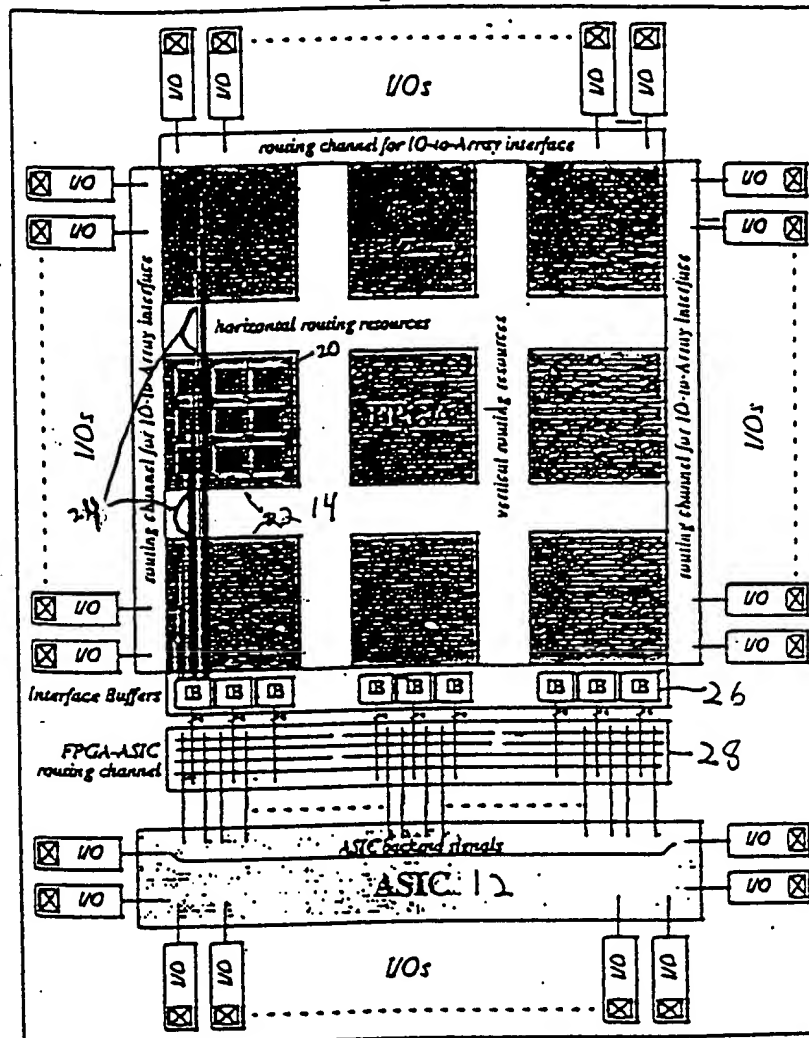 I/O I/O I/O I/O
I/Os
routing channel for IO-to-Array interface
I/O I/O
I/O I/O
routing channel for IO-to-Array interface
horizontal routing resources
20
I/Os
FPGA
vertical routing resources
routing channel for IO-to-Array interface
I/Os
24
22 14
I/O I/O
I/O I/O
Interface Buffers
IB IB IB IB IB IB IB IB IB
26
FPGA-ASIC
routing channel
28
I/O I/O
ASIC backend signals
ASIC 12
I/O I/O
I/O I/O I/O I/O
I/Os